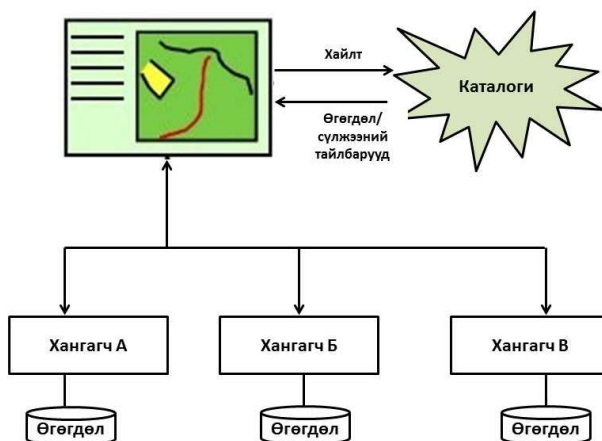 Хайлт
Каталоги
Өгөгдөл/
сүлжээний
тайлбарууд
Хангагч А
Хангагч Б
Хангагч В
Өгөгдөл
Өгөгдөл
Өгөгдөл